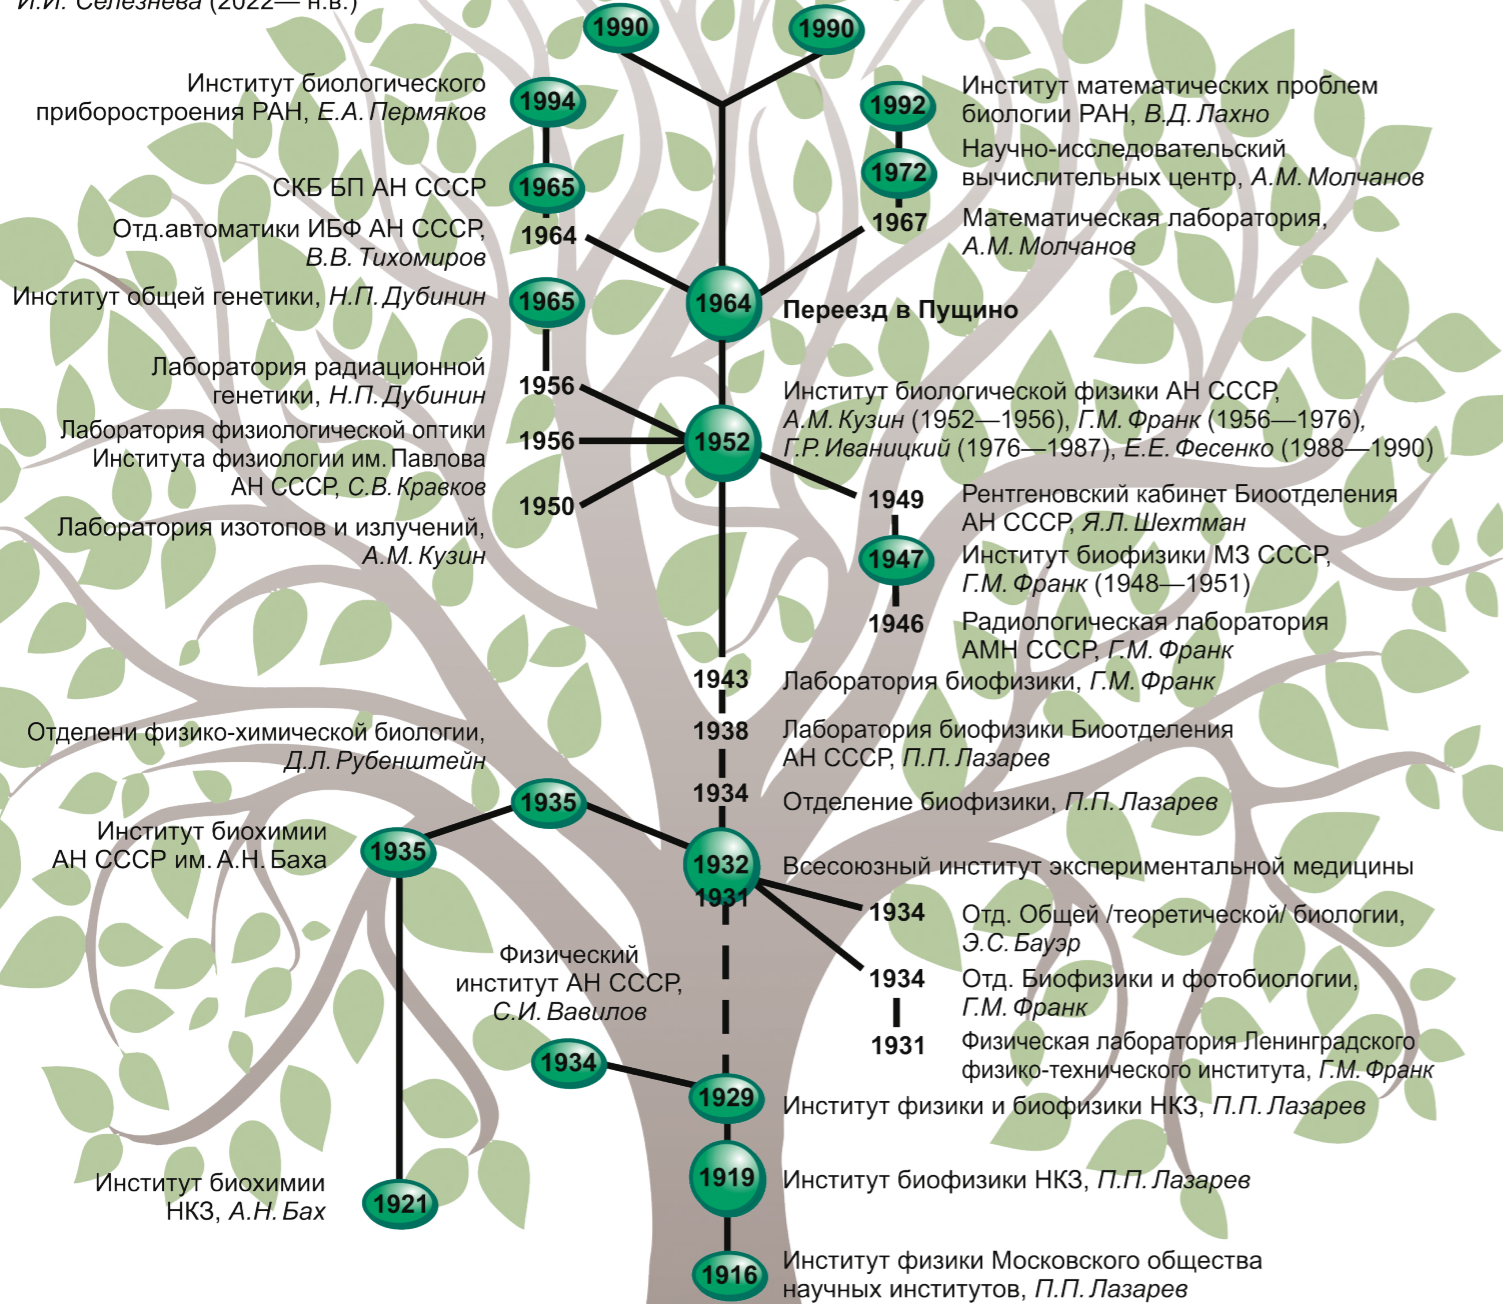 И.И. Селезнева (2022— н.в.)
1990
1990
Институт биологического
приборостроения РАН, Е.А. Пермяков
1994
1992
Институт математических проблем
биологии РАН, В.Д. Лахно
СКБ БП АН СССР
1965
1972
Научно-исследовательский
вычислительных центр, А.М. Молчанов
Отд.автоматики ИБФ АН СССР,
В.В. Тихомиров
1964
1967
Математическая лаборатория,
А.М. Молчанов
Институт общей генетики, Н.П. Дубинин
1965
1964
Переезд в Пущино
Лаборатория радиационной
генетики, Н.П. Дубинин
1956
Лаборатория физиологической оптики
Института физиологии им. Павлова
АН СССР, С.В. Кравков
1956
1952
Институт биологической физики АН СССР,
А.М. Кузин (1952—1956), Г.М. Франк (1956—1976),
Г.Р. Иваницкий (1976—1987), Е.Е. Фесенко (1988—1990)
1950
Лаборатория изотопов и излучений,
А.М. Кузин
1949
Рентгеновский кабинет Биоотделения
АН СССР, Я.Л. Шехтман
1947
Институт биофизики МЗ СССР,
Г.М. Франк (1948—1951)
1946
Радиологическая лаборатория
АМН СССР, Г.М. Франк
1943
Лаборатория биофизики, Г.М. Франк
1938
Лаборатория биофизики Биоотделения
АН СССР, П.П. Лазарев
Отделени физико-химической биологии,
Д.Л. Рубенштейн
1935
1934
Отделение биофизики, П.П. Лазарев
Институт биохимии
АН СССР им. А.Н. Баха
1935
1932
1931
Всесоюзный институт экспериментальной медицины
1934
Отд. Общей /теоретической/ биологии,
Э.С. Бауэр
1934
Отд. Биофизики и фотобиологии,
Г.М. Франк
1931
Физическая лаборатория Ленинградского
физико-технического института, Г.М. Франк
Физический
институт АН СССР,
С.И. Вавилов
1934
1929
Институт физики и биофизики НКЗ, П.П. Лазарев
Институт биохимии
НКЗ, А.Н. Бах
1921
1919
Институт биофизики НКЗ, П.П. Лазарев
1916
Институт физики Московского общества
научных институтов, П.П. Лазарев